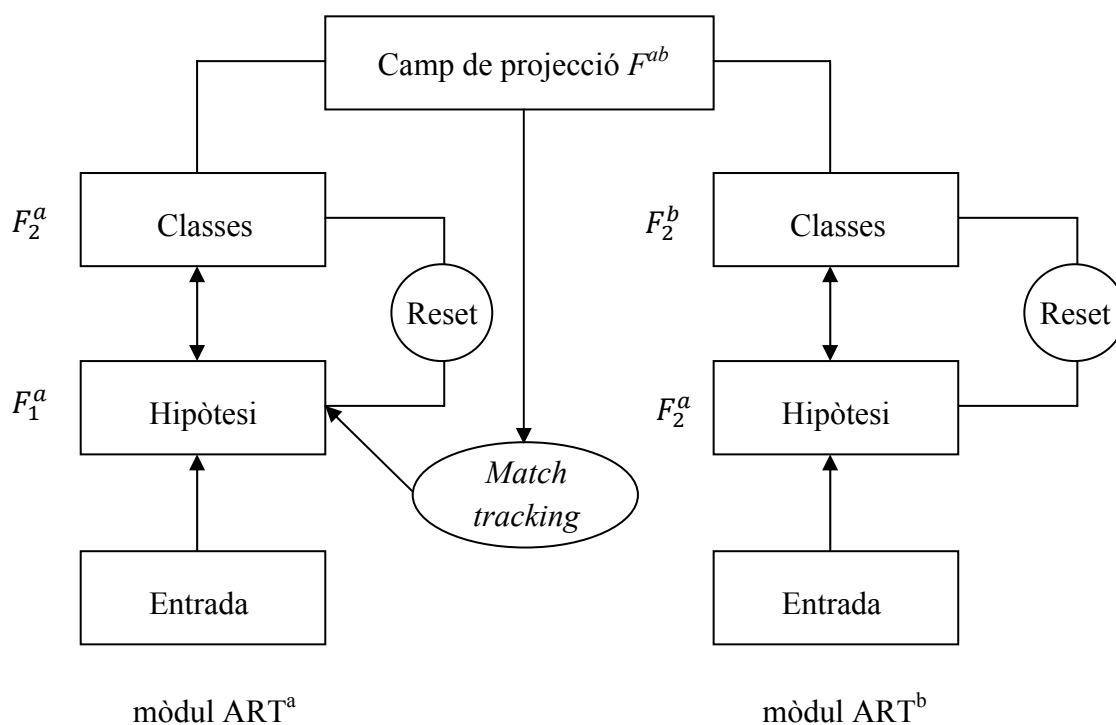 Camp de projecció F^ab
F_2^a
Classes
F_2^b
Classes
Reset
Reset
F_1^a
Hipòtesi
F_2^a
Hipòtesi
Match
tracking
Entrada
Entrada
mòdul ART^a
mòdul ART^b